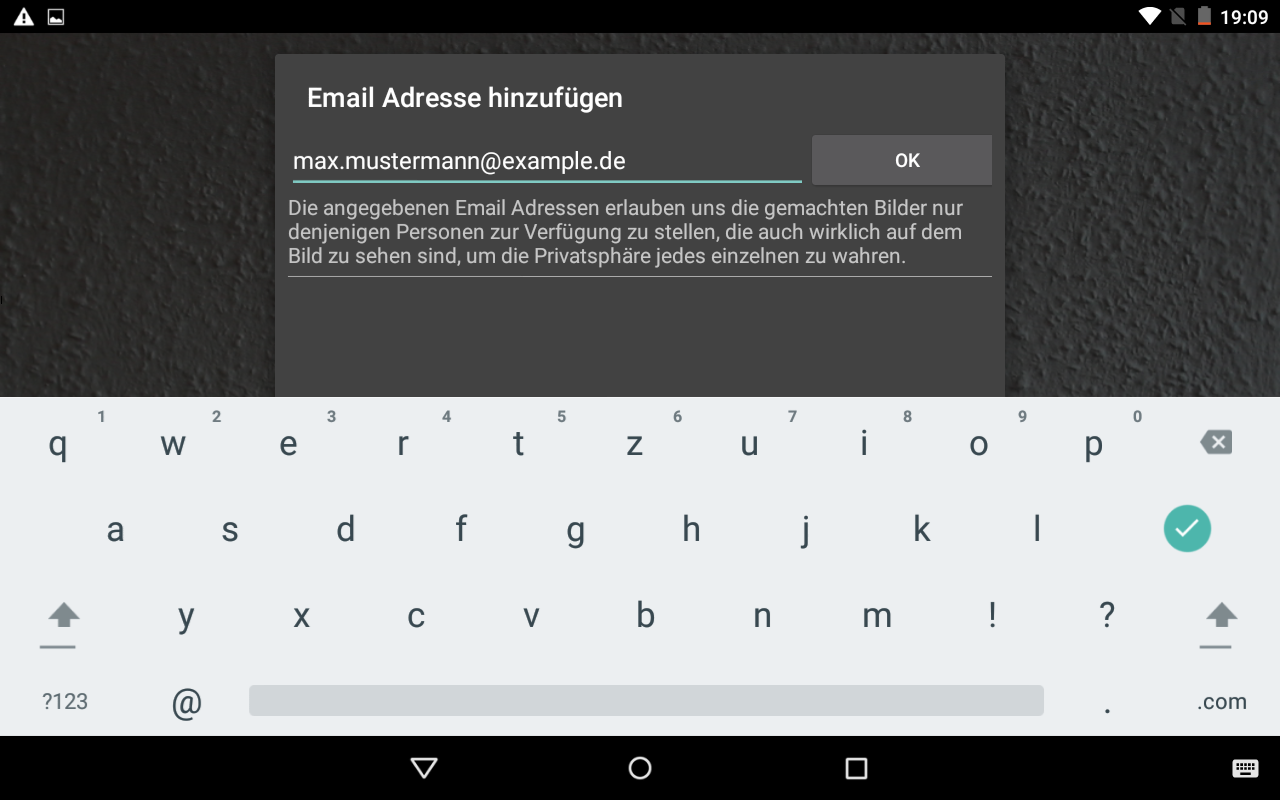 19:09
Email Adresse hinzufügen
max.mustermann@example.de
OK
Die angegebenen Email Adressen erlauben uns die gemachten Bilder nur
denjenigen Personen zur Verfügung zu stellen, die auch wirklich auf dem
Bild zu sehen sind, um die Privatsphäre jedes einzelnen zu wahren.
1 2 3 4 5 6 7 8 9 0
q w e r t z u i o p
a s d f g h j k l
y x c v b n m ! ?
?123 @ . .com